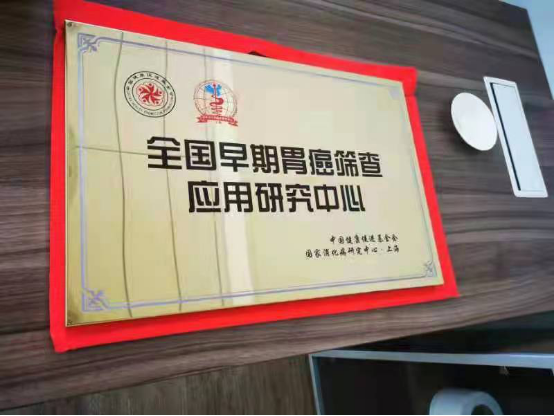 全国早期胃癌筛查
应用研究中心
中国健康促进基金会
国家消化病研究中心·上海